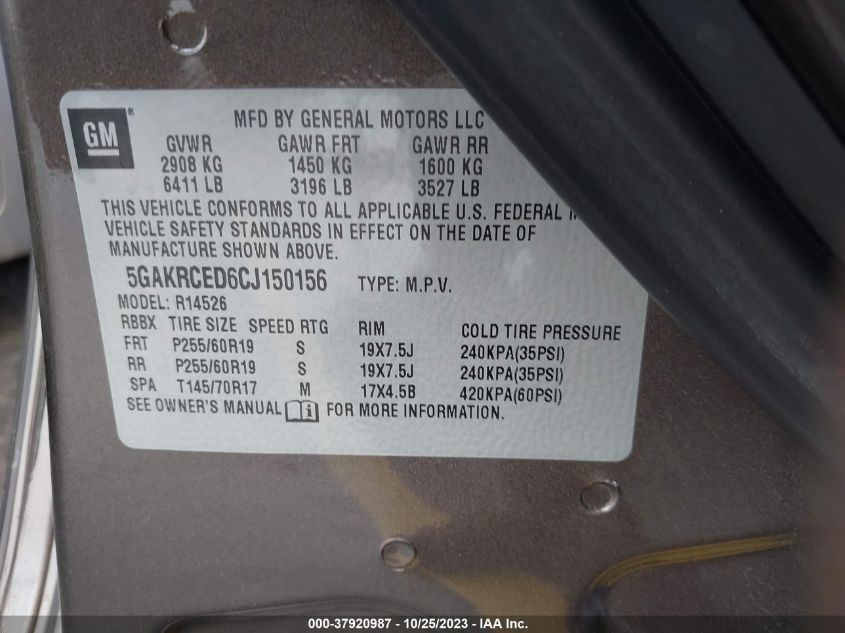 GM
MFD BY GENERAL MOTORS LLC
GVWR GAWR FRT GAWR RR
2908 KG 1450 KG 1600 KG
6411 LB 3196 LB 3527 LB
THIS VEHICLE CONFORMS TO ALL APPLICABLE U.S. FEDERAL
VEHICLE SAFETY STANDARDS IN EFFECT ON THE DATE OF
MANUFACTURE SHOWN ABOVE.
5GAKRCED6CJ150156 TYPE: M.P.V.
MODEL: R14526
RBBX TIRE SIZE SPEED RTG RIM COLD TIRE PRESSURE
FRT P255/60R19 S 19X7.5J 240KPA(35PSI)
RR P255/60R19 S 19X7.5J 240KPA(35PSI)
SPA T145/70R17 M 17X4.5B 420KPA(60PSI)
SEE OWNER'S MANUAL i FOR MORE INFORMATION.
000-37920987 - 10/25/2023 - IAA Inc.